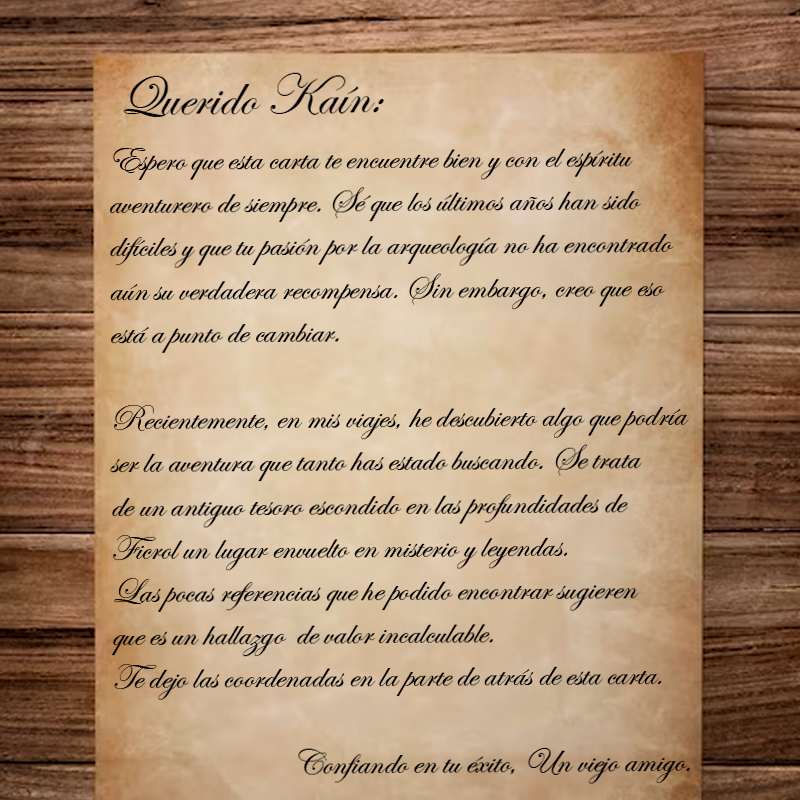 Querido Kaín:
Espero que esta carta te encuentre bien y con el espíritu
aventurero de siempre. Sé que los últimos años han sido
difíciles y que tu pasión por la arqueología no ha encontrado
aún su verdadera recompensa. Sin embargo, creo que eso
está a punto de cambiar.
Recientemente, en mis viajes, he descubierto algo que podría
ser la aventura que tanto has estado buscando. Se trata
de un antiguo tesoro escondido en las profundidades de
Ficrol un lugar envuelto en misterio y leyendas.
Las pocas referencias que he podido encontrar sugieren
que es un hallazgo de valor incalculable.
Te dejo las coordenadas en la parte de atrás de esta carta.
Confiando en tu éxito, Un viejo amigo.